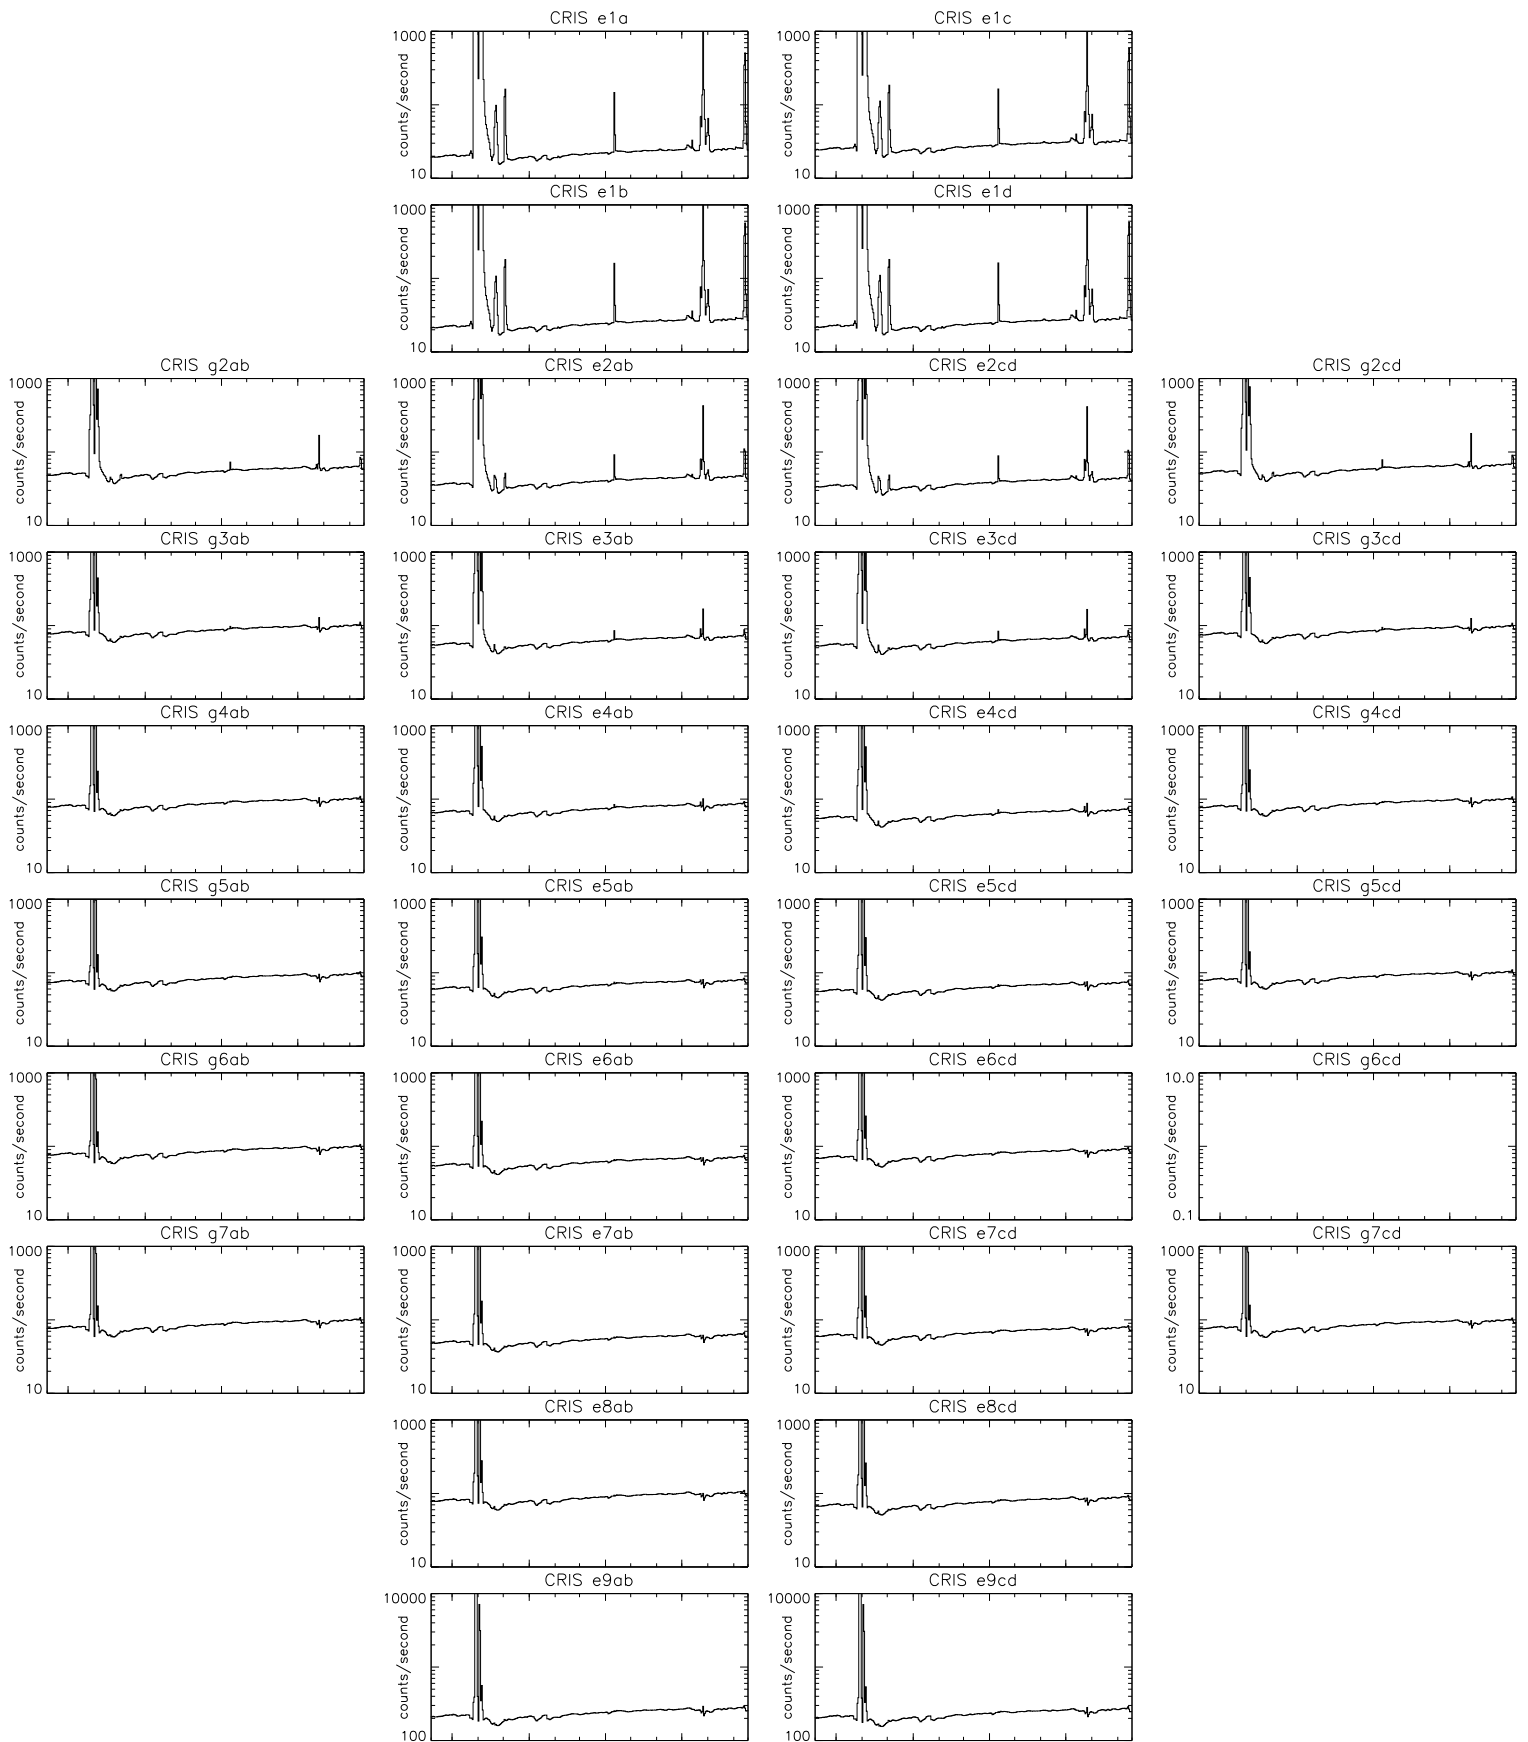 CRIS e1a
CRIS e1c
1000
counts/second
10
1000
counts/second
10
CRIS e1b
CRIS e1d
1000
counts/second
10
1000
counts/second
10
CRIS g2ab
CRIS e2ab
CRIS e2cd
CRIS g2cd
1000
counts/second
10
1000
counts/second
10
1000
counts/second
10
1000
counts/second
10
CRIS g3ab
CRIS e3ab
CRIS e3cd
CRIS g3cd
1000
counts/second
10
1000
counts/second
10
1000
counts/second
10
1000
counts/second
10
CRIS g4ab
CRIS e4ab
CRIS e4cd
CRIS g4cd
1000
counts/second
10
1000
counts/second
10
1000
counts/second
10
1000
counts/second
10
CRIS g5ab
CRIS e5ab
CRIS e5cd
CRIS g5cd
1000
counts/second
10
1000
counts/second
10
1000
counts/second
10
1000
counts/second
10
CRIS g6ab
CRIS e6ab
CRIS e6cd
CRIS g6cd
1000
counts/second
10
1000
counts/second
10
1000
counts/second
10
10.0
counts/second
0.1
CRIS g7ab
CRIS e7ab
CRIS e7cd
CRIS g7cd
1000
counts/second
10
1000
counts/second
10
1000
counts/second
10
1000
counts/second
10
CRIS e8ab
CRIS e8cd
1000
counts/second
10
1000
counts/second
10
CRIS e9ab
CRIS e9cd
10000
counts/second
100
10000
counts/second
100